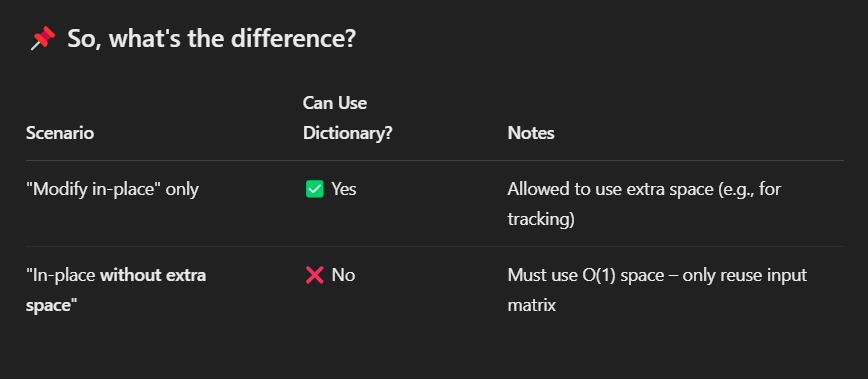 📌 So, what's the difference?
Can Use
Scenario Dictionary? Notes
"Modify in-place" only ✅ Yes Allowed to use extra space (e.g., for
tracking)
"In-place without extra ❌ No Must use O(1) space – only reuse input
space" matrix